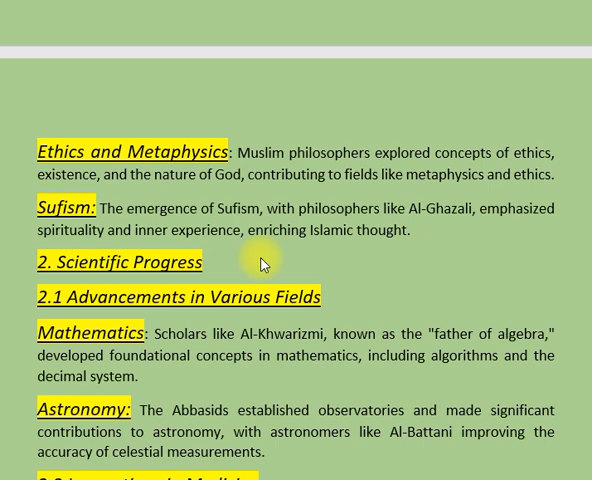 Ethics and Metaphysics: Muslim philosophers explored concepts of ethics,
existence, and the nature of God, contributing to fields like metaphysics and ethics.
Sufism: The emergence of Sufism, with philosophers like Al-Ghazali, emphasized
spirituality and inner experience, enriching Islamic thought.
2. Scientific Progress
2.1 Advancements in Various Fields
Mathematics: Scholars like Al-Khwarizmi, known as the "father of algebra,"
developed foundational concepts in mathematics, including algorithms and the
decimal system.
Astronomy: The Abbasids established observatories and made significant
contributions to astronomy, with astronomers like Al-Battani improving the
accuracy of celestial measurements.